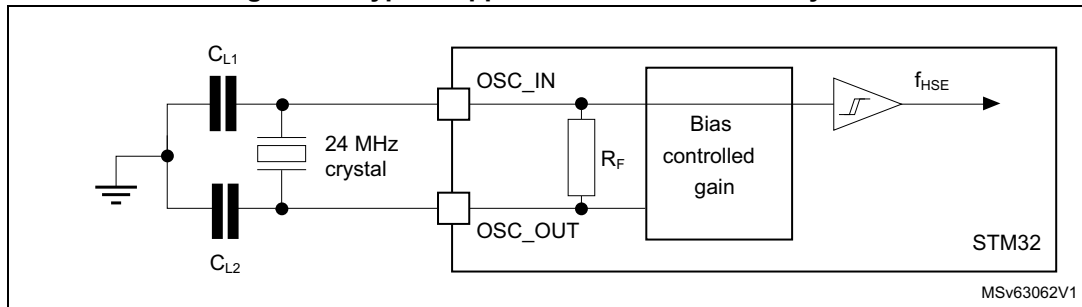 C_L1
OSC_IN
f_HSE
24 MHz
crystal
R_F
Bias
controlled
gain
OSC_OUT
STM32
C_L2
MSv63062V1